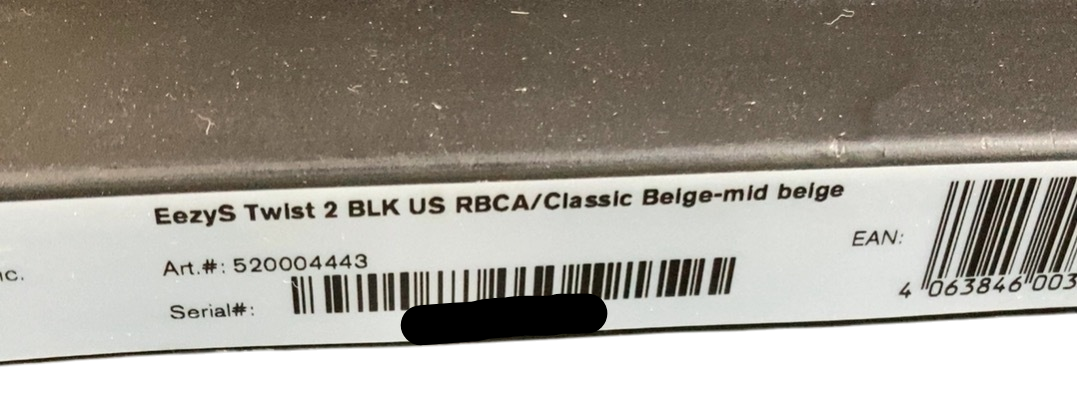 EezyS Twist 2 BLK US RBCA/Classic Beige-mid beige
Art.#: 520004443
EAN:
Serial#:
4 063846 003